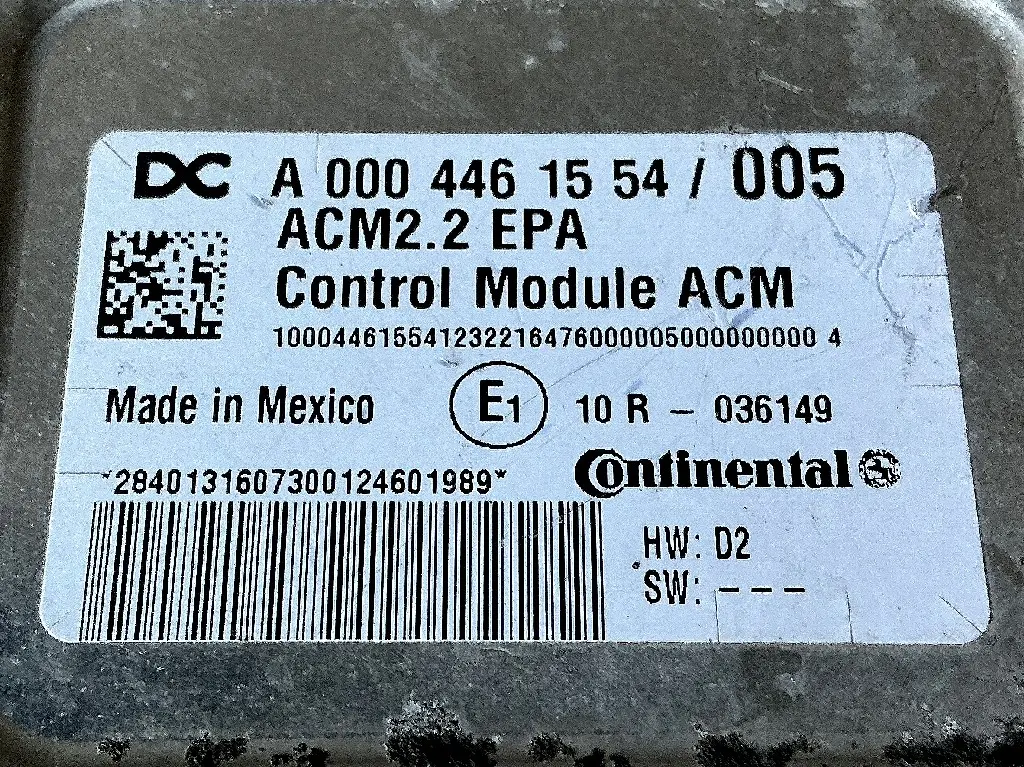 DC A 000 446 15 54 / 005
ACM2.2 EPA
Control Module ACM
10004461554123221647600000500000000 4
Made in Mexico E1 10 R - 036149
*2840131607300124601989*
Continental
HW: D2
SW: - - -